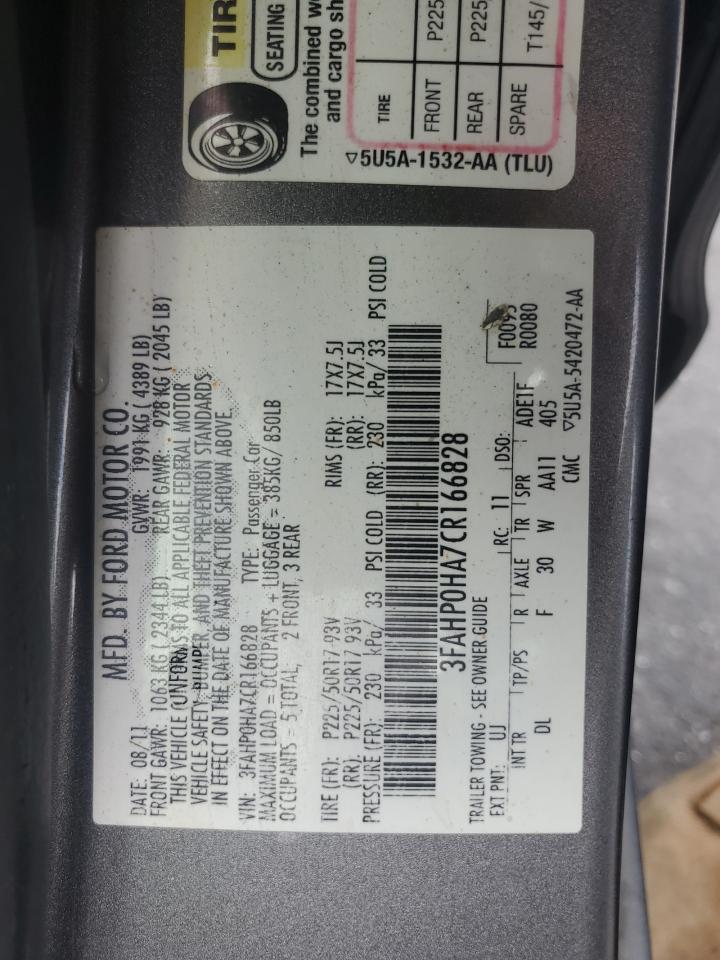 TIR
SEATING
The combined we
and cargo sh
TIRE
FRONT P225
REAR P225
SPARE T145/
▽5U5A-1532-AA (TLU)
MFD. BY FORD MOTOR CO.
DATE: 08/11 GVWR: 1991 KG ( 4389 LB)
FRONT GAWR: 1063 KG ( 2344 LB) REAR GAWR: 928 KG ( 2045 LB)
THIS VEHICLE CONFORMS TO ALL APPLICABLE FEDERAL MOTOR
VEHICLE SAFETY, BUMPER, AND THEFT PREVENTION STANDARDS
IN EFFECT ON THE DATE OF MANUFACTURE SHOWN ABOVE.
VIN: 3FAHP0HA7CR166828 TYPE: Passenger Car
MAXIMUM LOAD = OCCUPANTS + LUGGAGE = 385KG/ 850LB
OCCUPANTS = 5 TOTAL, 2 FRONT, 3 REAR
TIRE (FR): P225/50R17 93V RIMS (FR): 17X7.5J
(RR): P225/50R17 93V (RR): 17X7.5J
PRESSURE (FR): 230 kPa/ 33 PSI COLD (RR): 230 kPa/ 33 PSI COLD
3FAHP0HA7CR166828
TRAILER TOWING - SEE OWNER GUIDE
EXT PNT: UJ RC: 11 DSO: F0095
R0080
INT TR TP/PS R AXLE TR SPR ADETF
DL F 30 W AA11 405
CMC ▽5U5A-5420472-AA